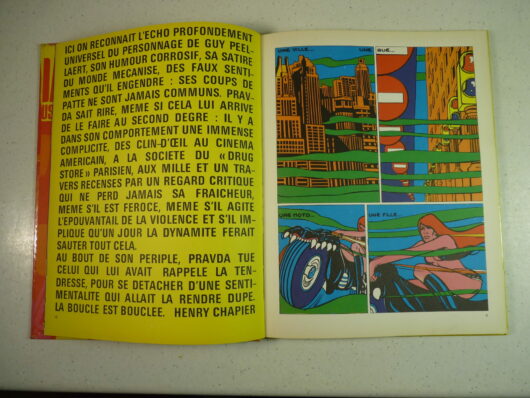 ICI ON RECONNAIT L'ECHO PROFONDEMENT
UNIVERSEL DU PERSONNAGE DE GUY PEEL-
LAERT, SON HUMOUR CORROSIF, SA SATIRE
DU MONDE MECANISE, DES FAUX SENTI-
MENTS QU'IL ENGENDRE : SES COUPS DE
PATTE NE SONT JAMAIS COMMUNS. PRAV-
DA SAIT RIRE, MEME SI CELA LUI ARRIVE
DE LE FAIRE AU SECOND DEGRE : IL Y A
DANS SON COMPORTEMENT UNE IMMENSE
COMPLICITE, DES CLIN-D'ŒIL AU CINEMA
AMERICAIN, A LA SOCIETE DU «DRUG
STORE» PARISIEN, AUX MILLE ET UN TRA-
VERS RECENSES PAR UN REGARD CRITIQUE
QUI NE PERD JAMAIS SA FRAICHEUR,
MEME S'IL EST FEROCE, MEME S'IL AGITE
L'EPOUVANTAIL DE LA VIOLENCE ET S'IL IM-
PLIQUE QU'UN JOUR LA DYNAMITE FERAIT
SAUTER TOUT CELA.
AU BOUT DE SON PERIPLE, PRAVDA TUE
CELUI QUI LUI AVAIT RAPPELE LA TEN-
DRESSE, POUR SE DETACHER D'UNE SENTI-
MENTALITE QUI ALLAIT LA RENDRE DUPE.
LA BOUCLE EST BOUCLEE. HENRY CHAPIER
UNE VILLE...
UNE
RUE...
UNE MOTO...
UNE FILLE...